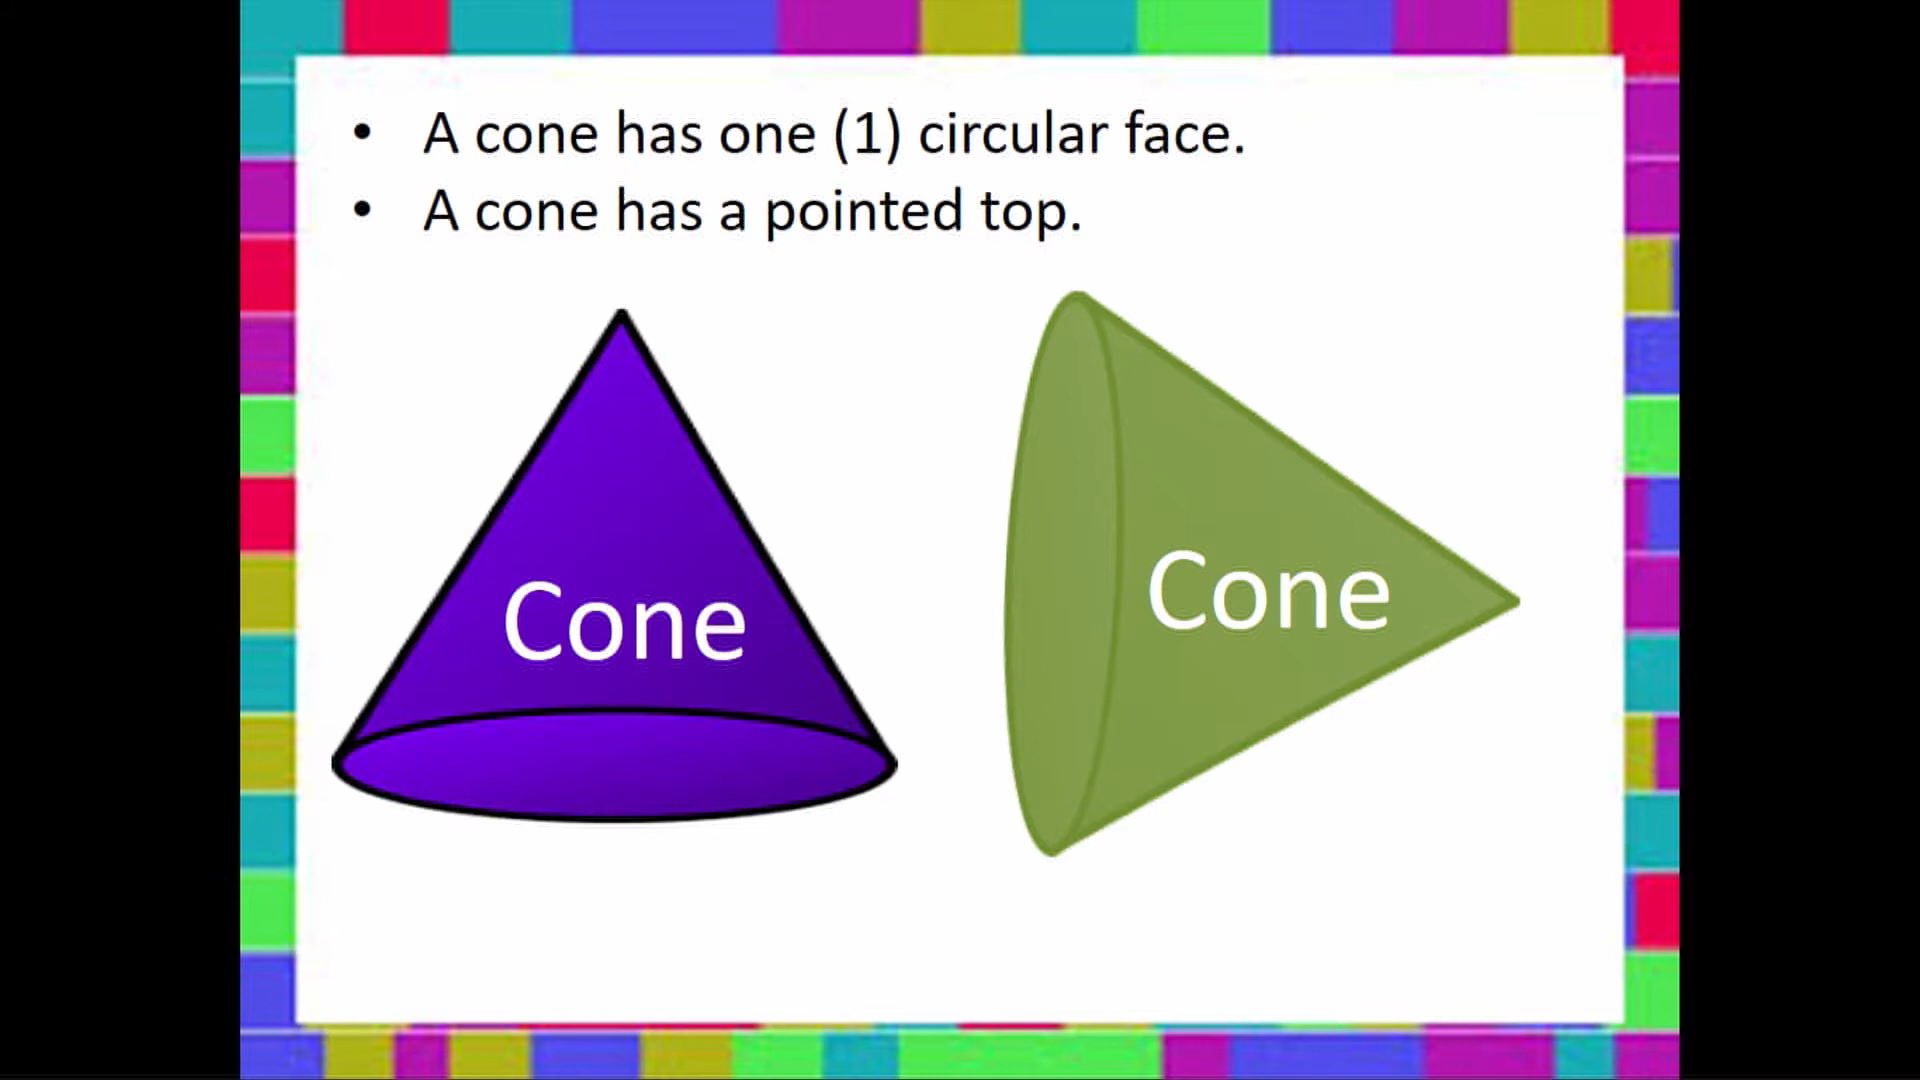 • A cone has one (1) circular face.
• A cone has a pointed top.
Cone
Cone